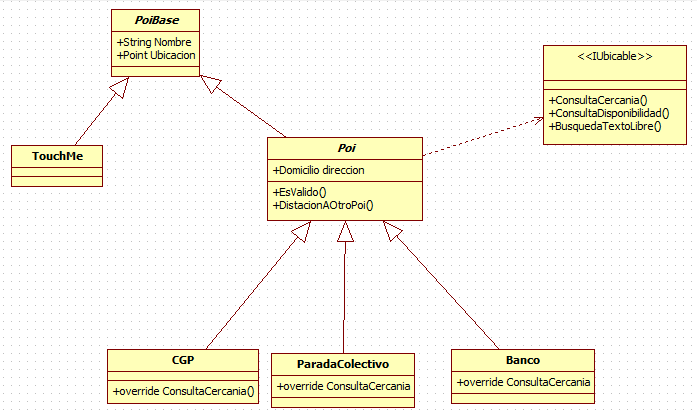 PoiBase
+String Nombre
+Point Ubicacion
<<IUbicable>>
+ConsultaCercania()
+ConsultaDisponibilidad()
+BusquedaTextoLibre()
TouchMe
Poi
+Domicilio direccion
+EsValido()
+DistacionAOtroPoi()
CGP
+override ConsultaCercania()
ParadaColectivo
+override ConsultaCercania
Banco
+override ConsultaCercania